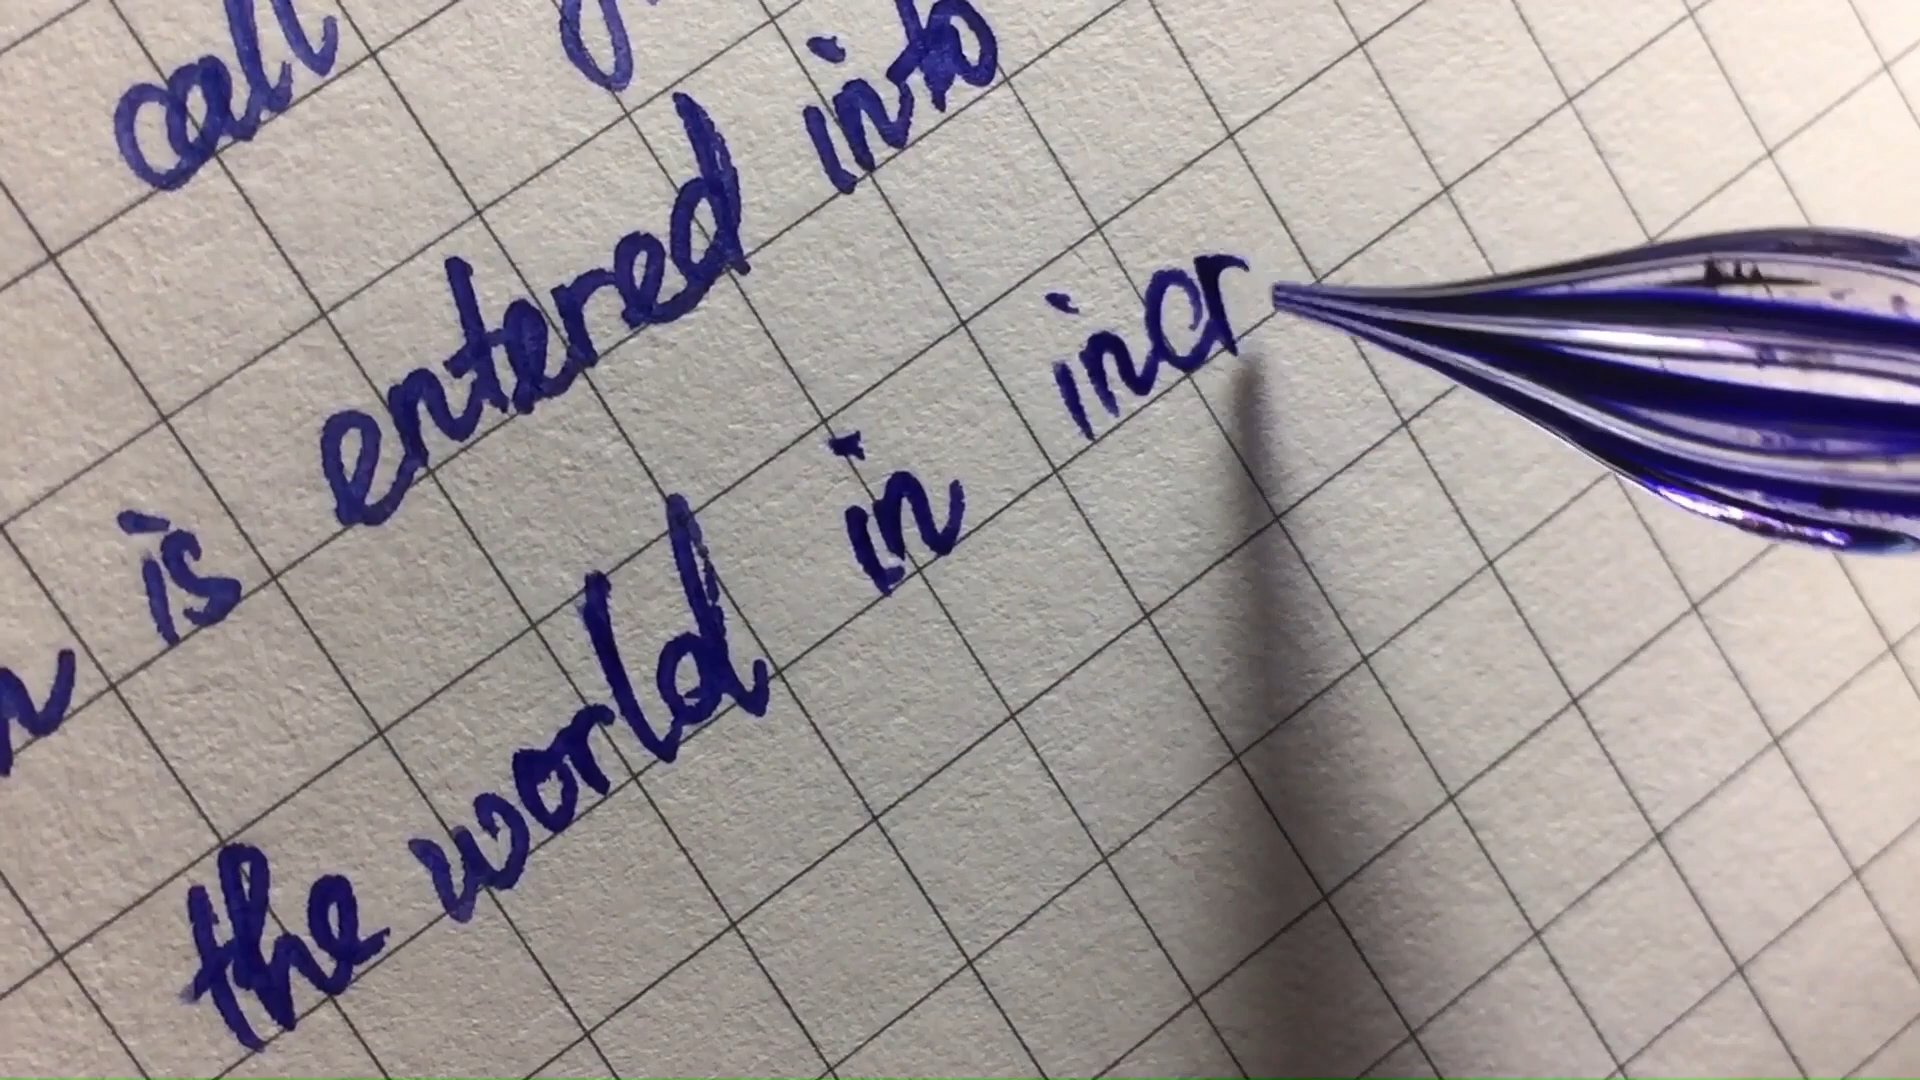 call
is entered into
the world in incr